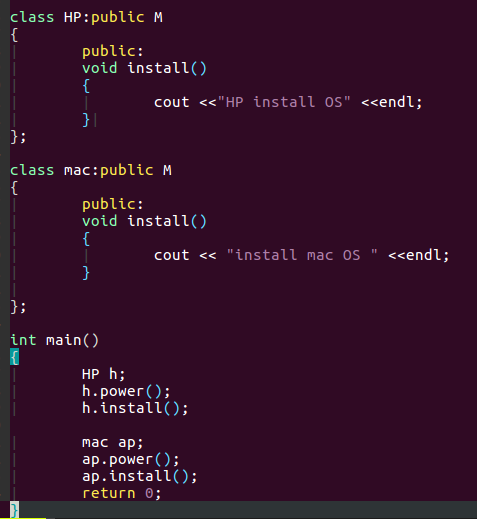 class HP:public M
{
        public:
        void install()
        {
                cout <<"HP install OS" <<endl;
        }
};

class mac:public M
{
        public:
        void install()
        {
                cout << "install mac OS " <<endl;
        }

};

int main()
{
        HP h;
        h.power();
        h.install();

        mac ap;
        ap.power();
        ap.install();
        return 0;
}